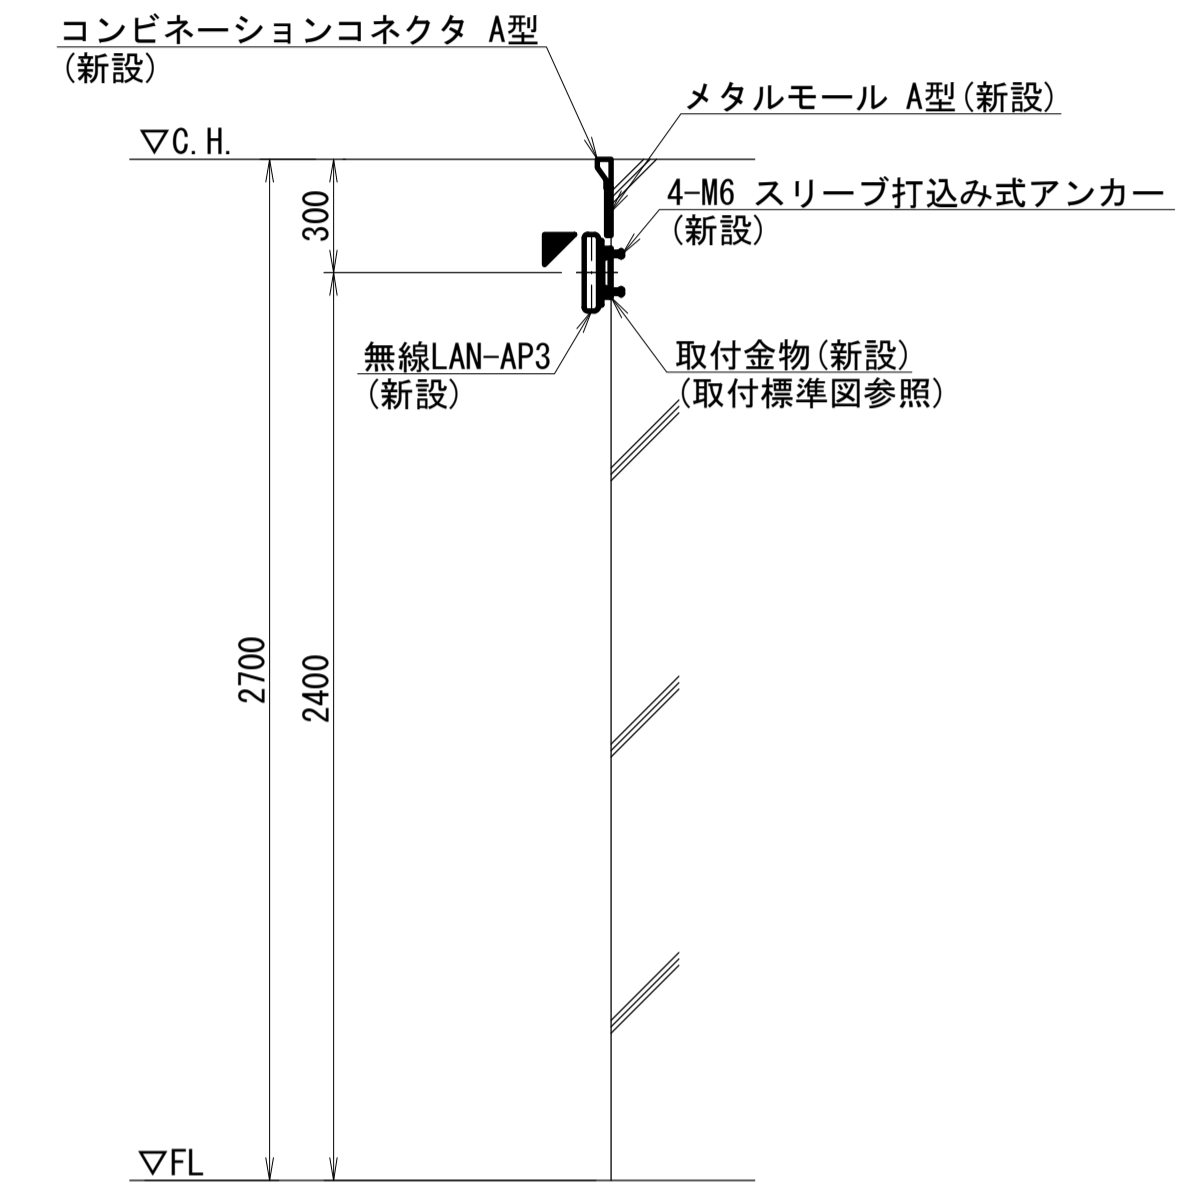 コンビネーションコネクタ A型
(新設)
メタルモール A型(新設)
▽C.H.
4-M6 スリーブ打込み式アンカー
(新設)
300
無線LAN-AP3
(新設)
取付金物(新設)
(取付標準図参照)
2700
2400
▽FL